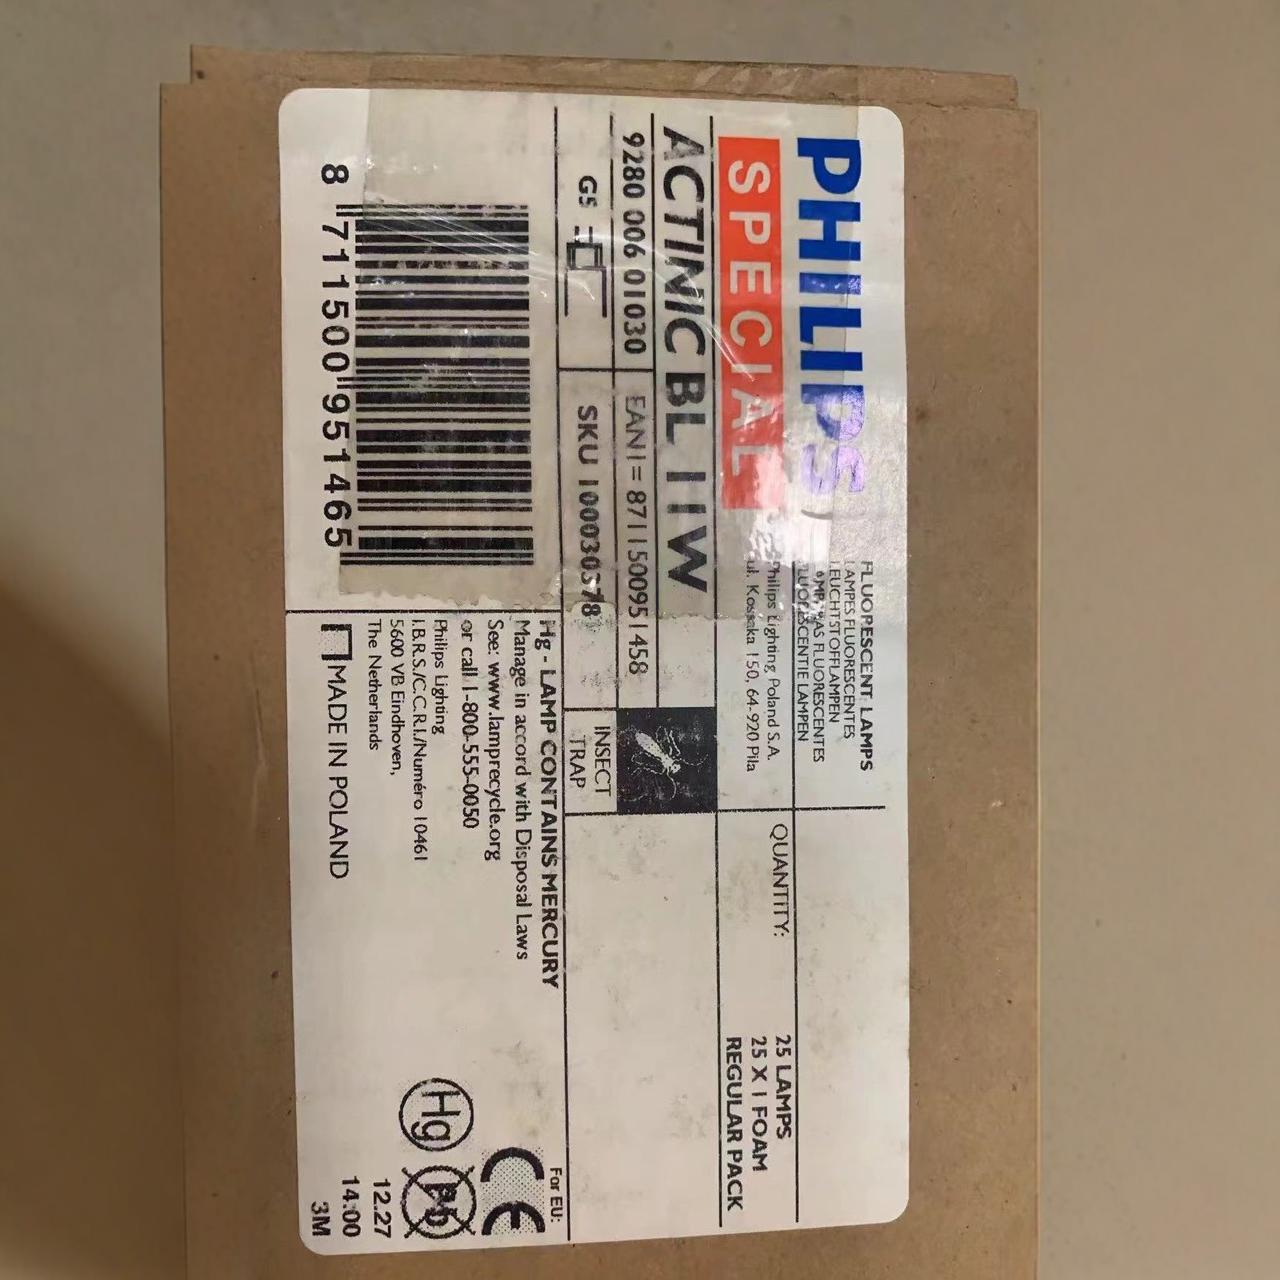 PHILIPS
SPECIAL
FLUORESCENT LAMPS
LAMPES FLUORESCENTES
LEUCHTSTOFFLAMPEN
FLUORESCENTES
LAMPEN
Philips Lighting Poland S.A.
ul. Kossaka 150, 64-920 Pila
QUANTITY:
25 LAMPS
25 X 1 FOAM
REGULAR PACK
ACTINIC BL 11W
9280 006 01030
EAN1= 8711500951458
G5
SKU 10003
INSECT
TRAP
8 711500 951465
Hg - LAMP CONTAINS MERCURY
Manage in accord with Disposal Laws
See: www.lamprecycle.org
or call 1-800-555-0050
Philips Lighting
I.B.R.S./C.C.R.I./Numéro 10461
5600 VB Eindhoven,
The Netherlands
MADE IN POLAND
For EU:
CE
Hg
Pb
12.27
14:00
3M